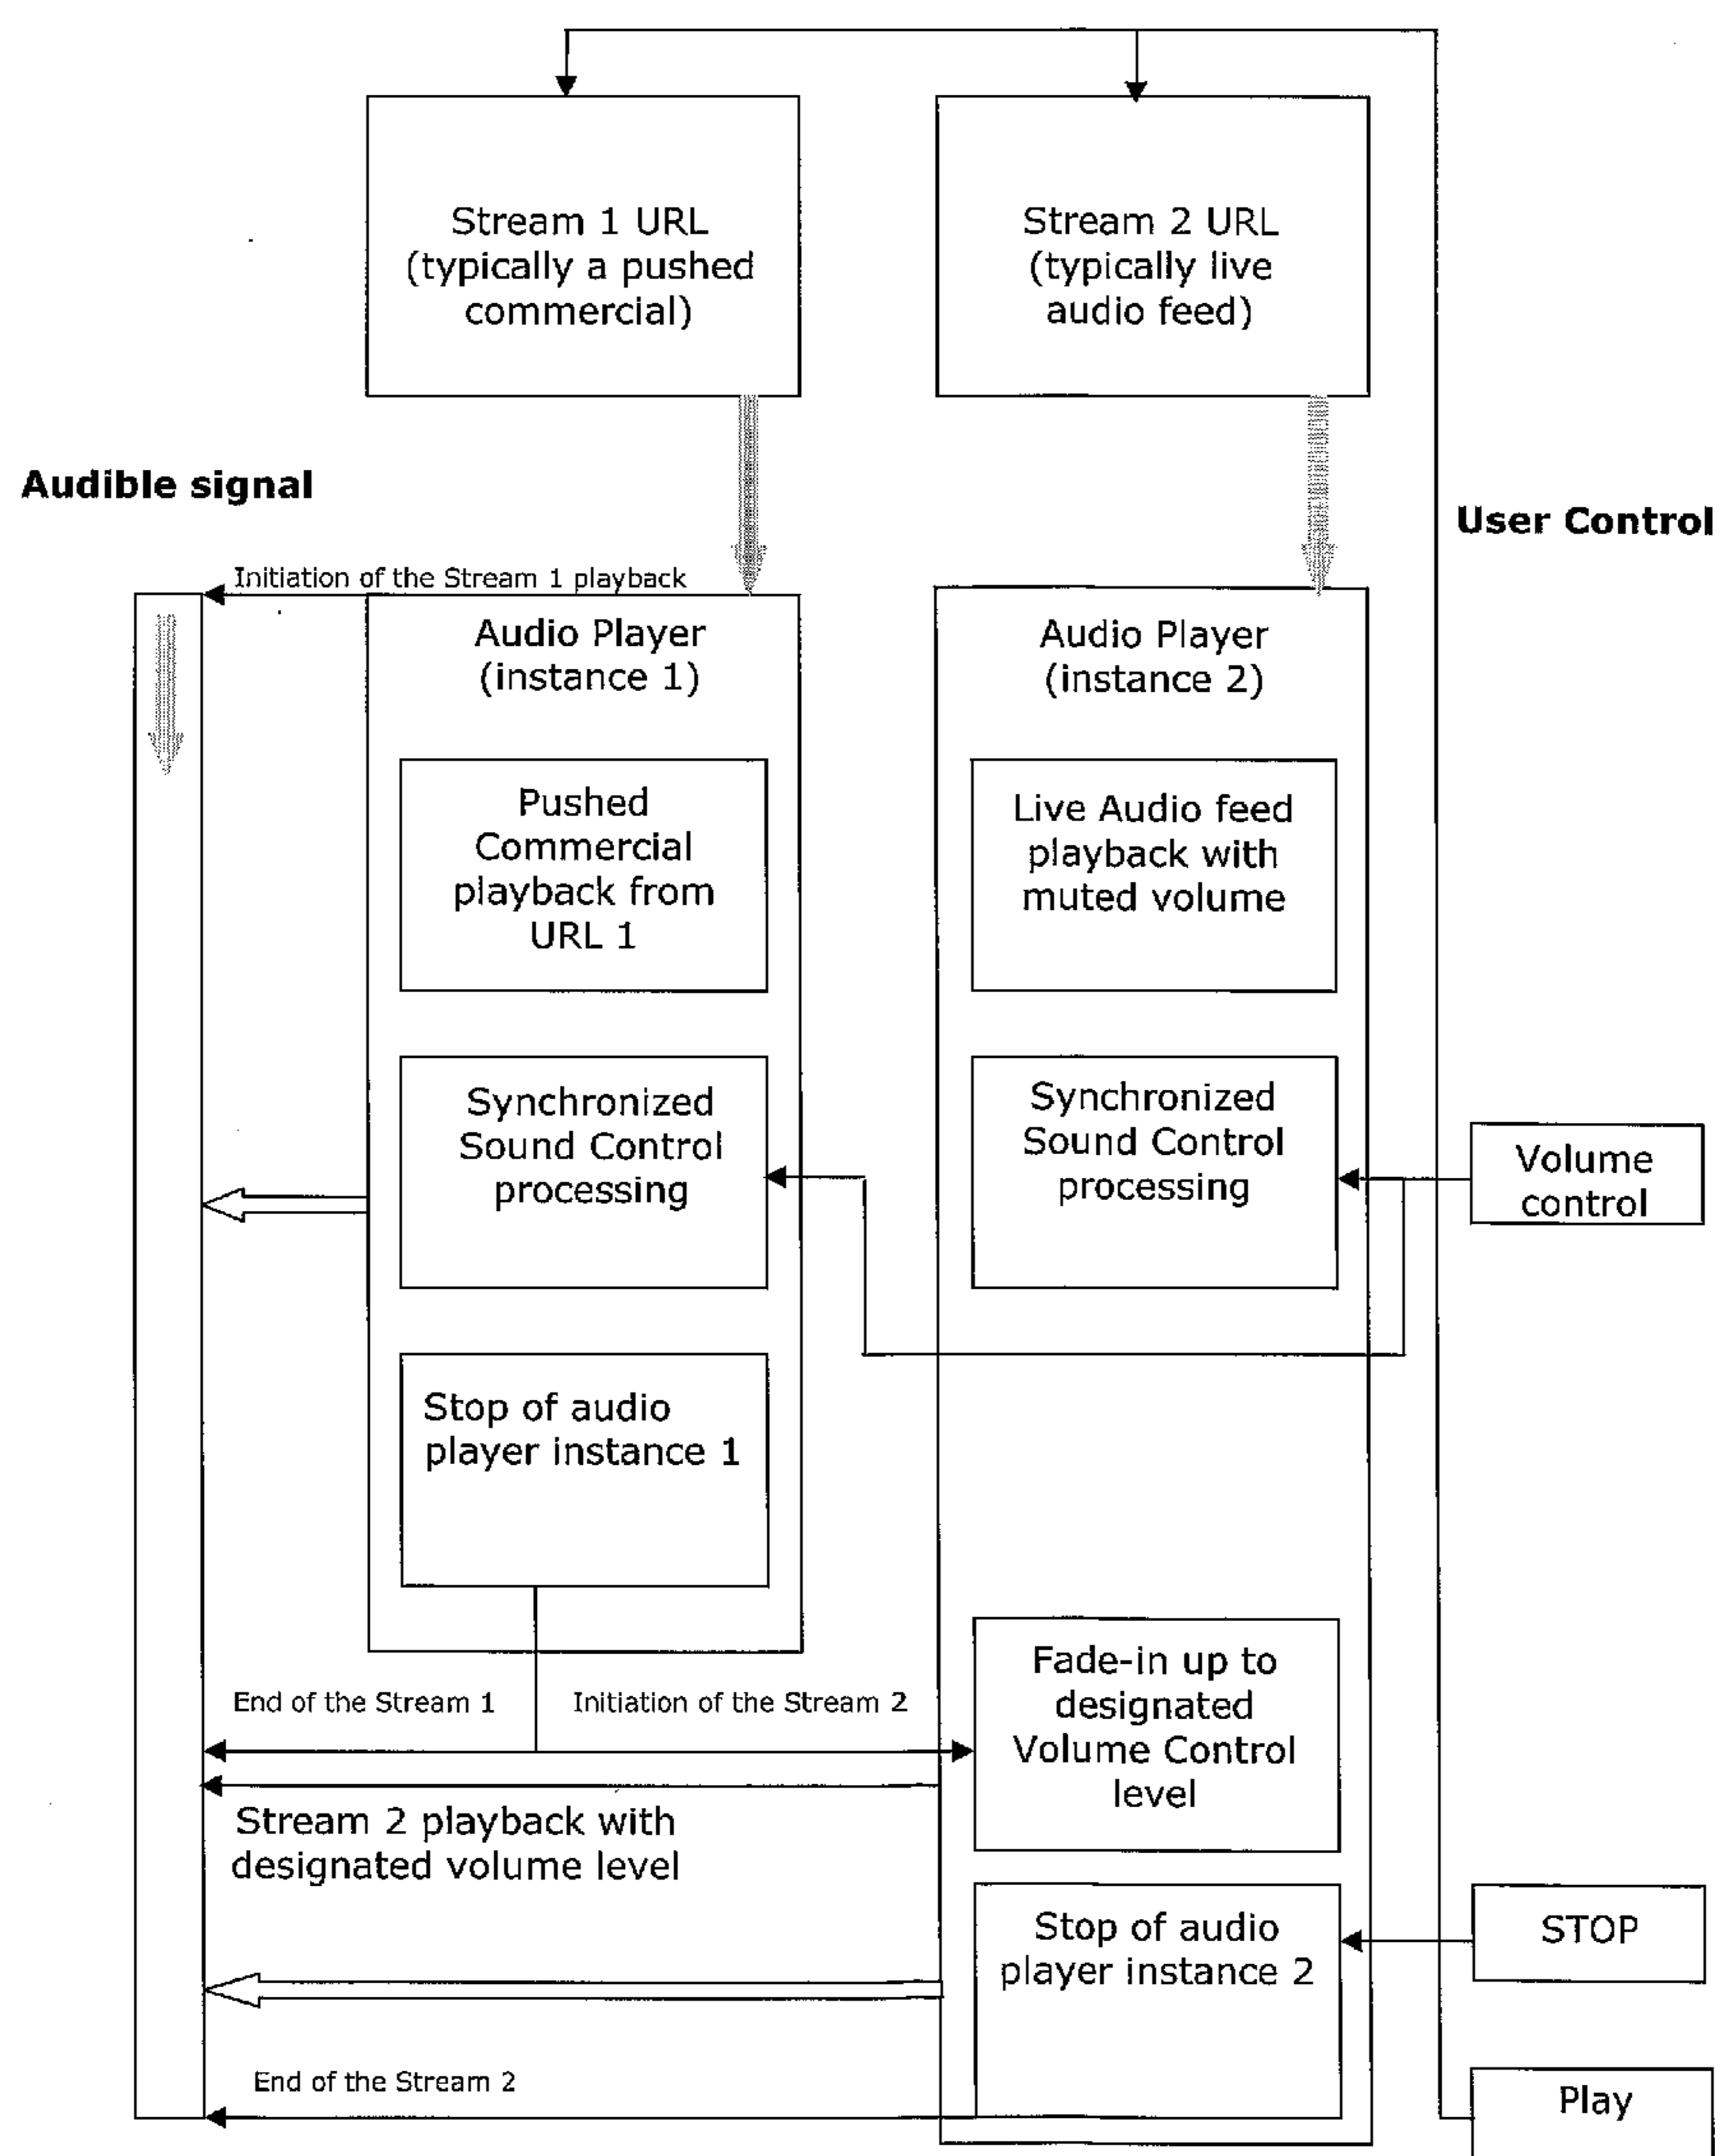 Stream 1 URL
(typically a pushed
commercial)
Stream 2 URL
(typically live
audio feed)
Audible signal
User Control
Initiation of the Stream 1 playback
Audio Player
(instance 1)
Audio Player
(instance 2)
Pushed
Commercial
playback from
URL 1
Live Audio feed
playback with
muted volume
Synchronized
Sound Control
processing
Synchronized
Sound Control
processing
Volume
control
Stop of audio
player instance 1
Fade-in up to
designated
Volume Control
level
End of the Stream 1
Initiation of the Stream 2
Stream 2 playback with
designated volume level
Stop of audio
player instance 2
STOP
End of the Stream 2
Play